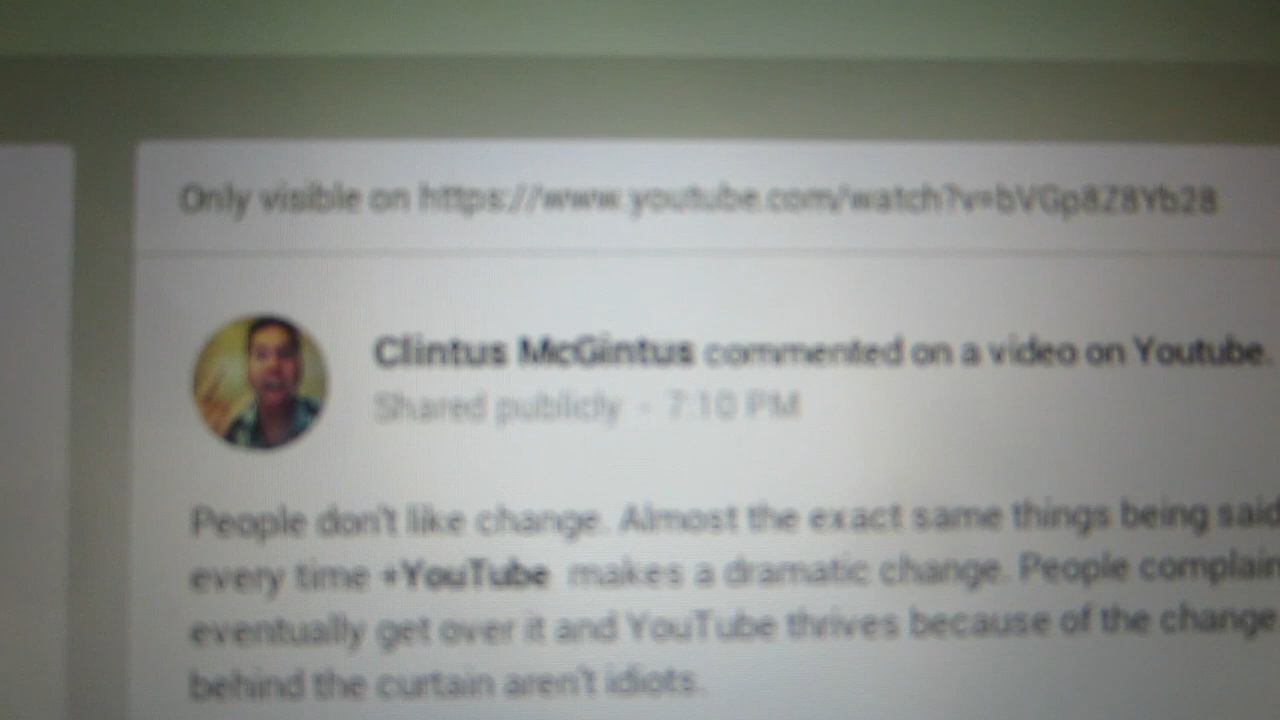 Only visible on https://www.youtube.com/watch?v=bVGp8Z8Yb28
Clintus McGintus commented on a video on Youtube.
Shared publicly - 7:10 PM
People don't like change. Almost the exact same things being said
every time +YouTube makes a dramatic change. People complain
eventually get over it and YouTube thrives because of the change
behind the curtain aren't idiots.